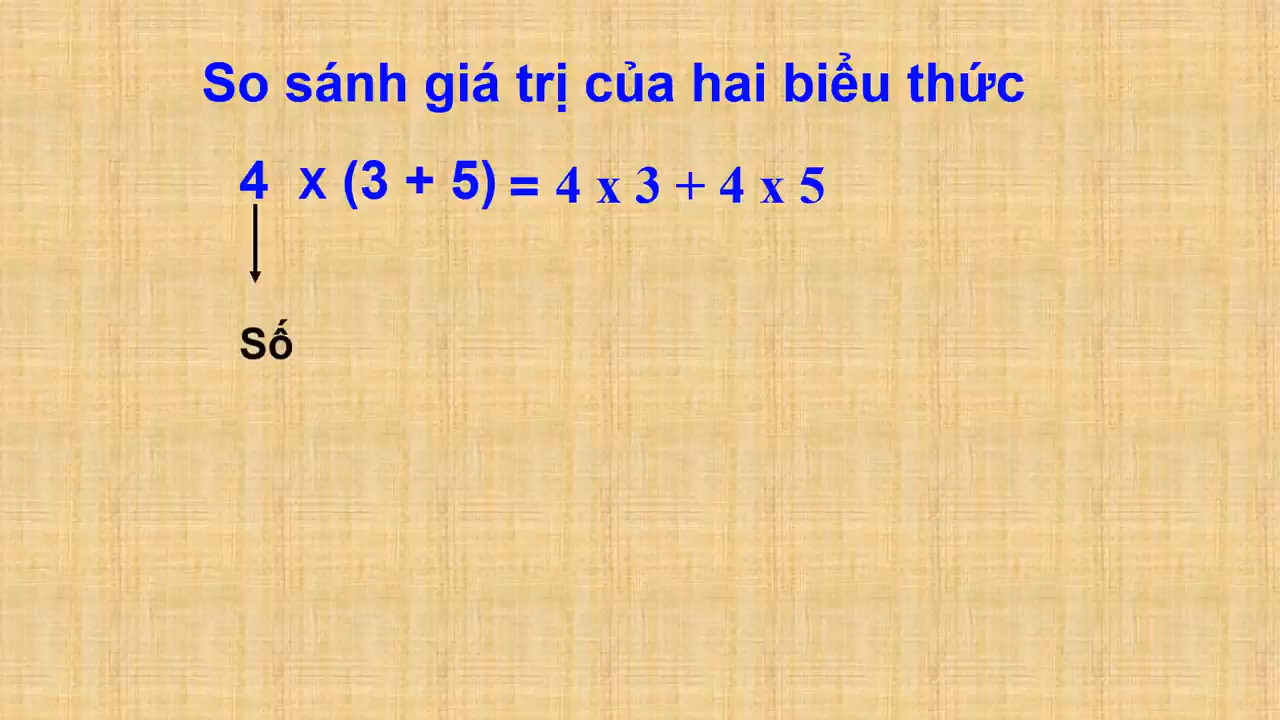 So sánh giá trị của hai biểu thức
4 x (3 + 5) = 4 x 3 + 4 x 5
Số